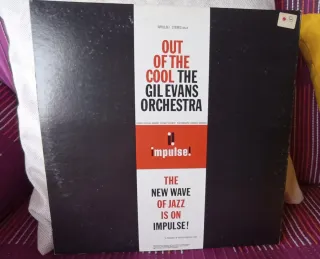 OUT
OF THE
COOL THE
GIL EVANS
ORCHESTRA
impulse!
THE
NEW WAVE
OF JAZZ
IS ON
IMPULSE!